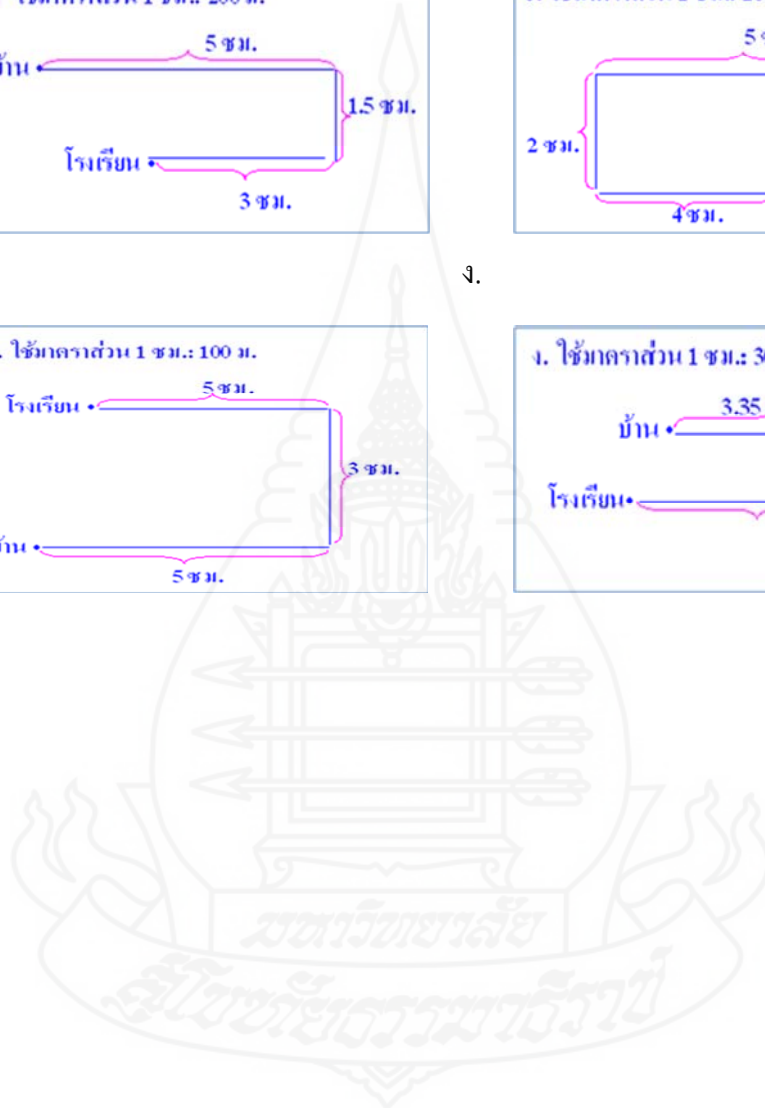 5 ซม.
1.5 ซม.
โรงเรียน
3 ซม.
5
2 ซม.
4 ซม.
ง.
. ใช้มาตราส่วน 1 ซม.: 100 ม.
โรงเรียน
5 ซม.
3 ซม.
5 ซม.
ง. ใช้มาตราส่วน 1 ซม.:
3.35
บ้าน
โรงเรียน
มหาวิทยาลัย
สุโขทัยธรรมาธิราช